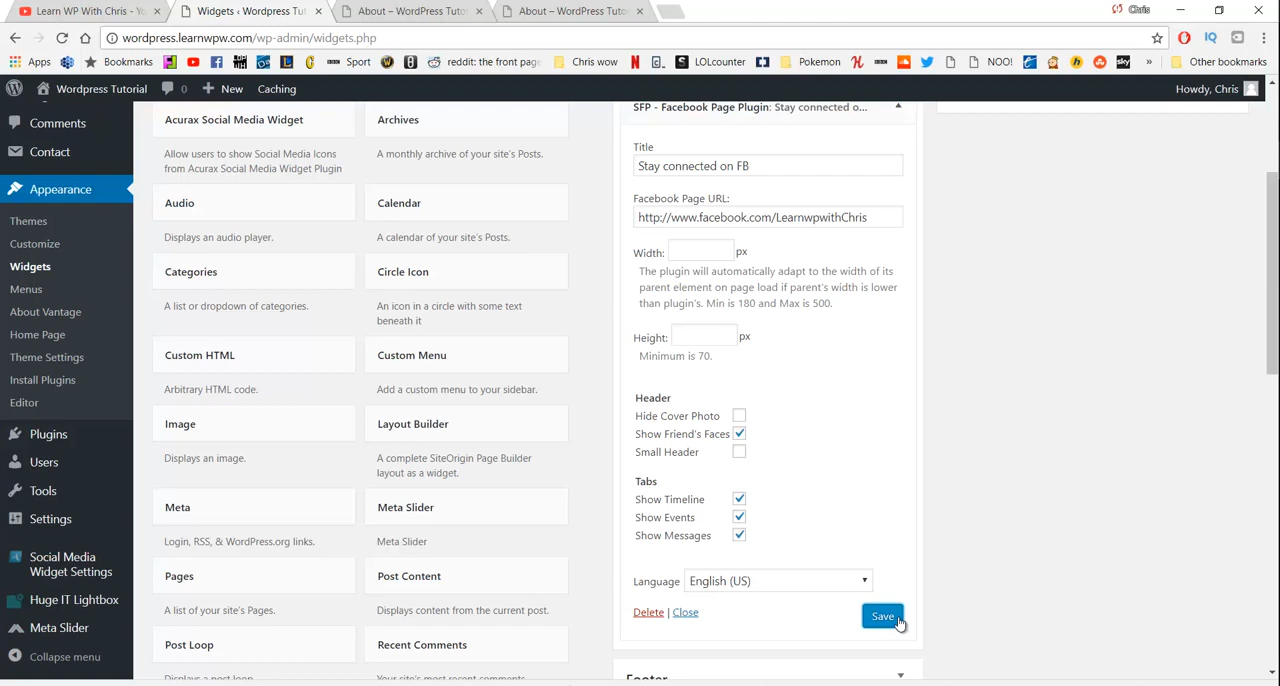 Learn WP With Chris - Yo
Widgets ‹ Wordpress Tut
About – WordPress Tuto
About – WordPress Tuto
Chris
wordpress.learnwpw.com/wp-admin/widgets.php
Apps
Bookmarks
Sport
reddit: the front page
Chris wow
LOLcounter
Pokemon
NOO!
sky
»
Other bookmarks
Wordpress Tutorial
0
New
Caching
Howdy, Chris
Comments
Contact
Appearance
Themes
Customize
Widgets
Menus
About Vantage
Home Page
Theme Settings
Install Plugins
Editor
Plugins
Users
Tools
Settings
Social Media
Widget Settings
Huge IT Lightbox
Meta Slider
Collapse menu
Acurax Social Media Widget
Allow users to show Social Media Icons
from Acurax Social Media Widget Plugin
Archives
A monthly archive of your site's Posts.
Audio
Displays an audio player.
Calendar
A calendar of your site's Posts.
Categories
A list or dropdown of categories.
Circle Icon
An icon in a circle with some text
beneath it
Custom HTML
Arbitrary HTML code.
Custom Menu
Add a custom menu to your sidebar.
Image
Displays an image.
Layout Builder
A complete SiteOrigin Page Builder
layout as a widget.
Meta
Login, RSS, & WordPress.org links.
Meta Slider
Meta Slider
Pages
A list of your site's Pages.
Post Content
Displays content from the current post.
Post Loop
Displays a post loop.
Recent Comments
Your site's most recent comments.
SFP - Facebook Page Plugin: Stay connected o...
Title
Stay connected on FB
Facebook Page URL:
http://www.facebook.com/LearnwpwithChris
Width: px
The plugin will automatically adapt to the width of its
parent element on page load if parent's width is lower
than plugin's. Min is 180 and Max is 500.
Height: px
Minimum is 70.
Header
Hide Cover Photo
Show Friend's Faces
Small Header
Tabs
Show Timeline
Show Events
Show Messages
Language English (US)
Delete | Close
Save
Footer